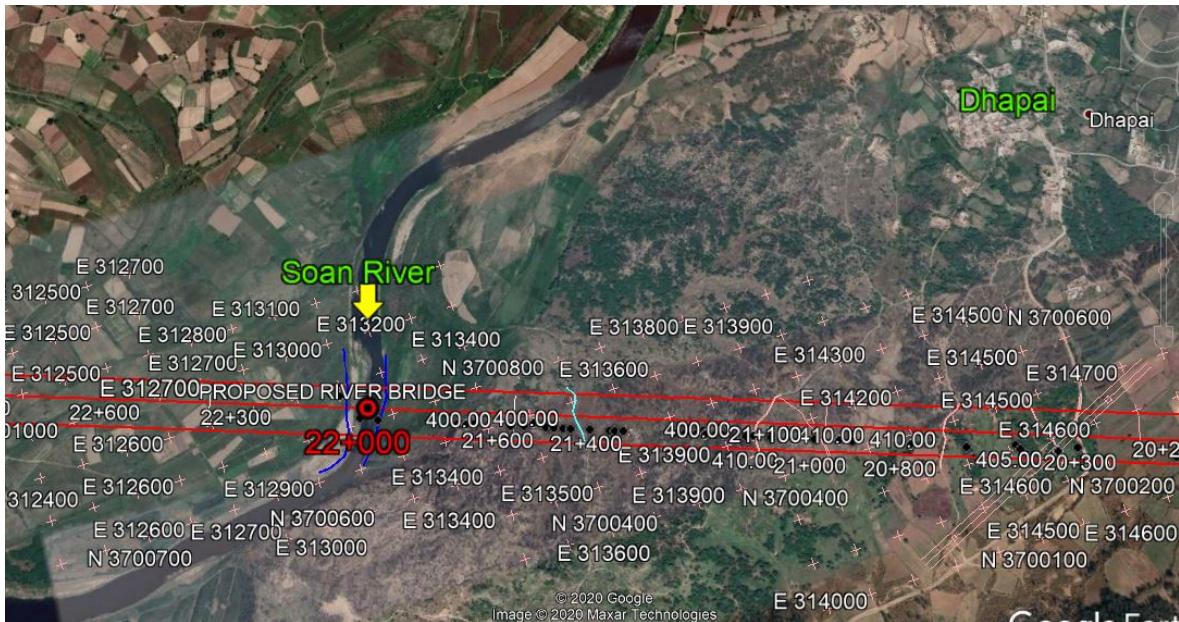 Dhapai
Dhapai
Soan River
E 312700
312500
E 312700
E 313100
E 313200
E 312500
E 312800
E 313000
E 313400
E 313800
E 313900
E 314500
N 3700600
E 312700
E 312500
N 3700800
E 313600
E 314300
E 314500
E 314700
E 312700
PROPOSED RIVER BRIDGE
E 314200
E 314500
22+600
22+300
400.00
400.00
400.00
21+100
410.00
410.00
E 314600
01000
E 312600
22+000
21+600
21+400
E 313900
410.00
21+000
20+800
405.00
20+300
20+2
312400
E 312600
E 312900
E 313400
E 313500
E 313900
N 3700400
E 314600
N 3700200
E 312600
E 312700
N 3700600
E 313400
N 3700400
E 314500
E 314600
N 3700700
E 313000
E 313600
N 3700100
© 2020 Google
Image © 2020 Maxar Technologies
E 314000